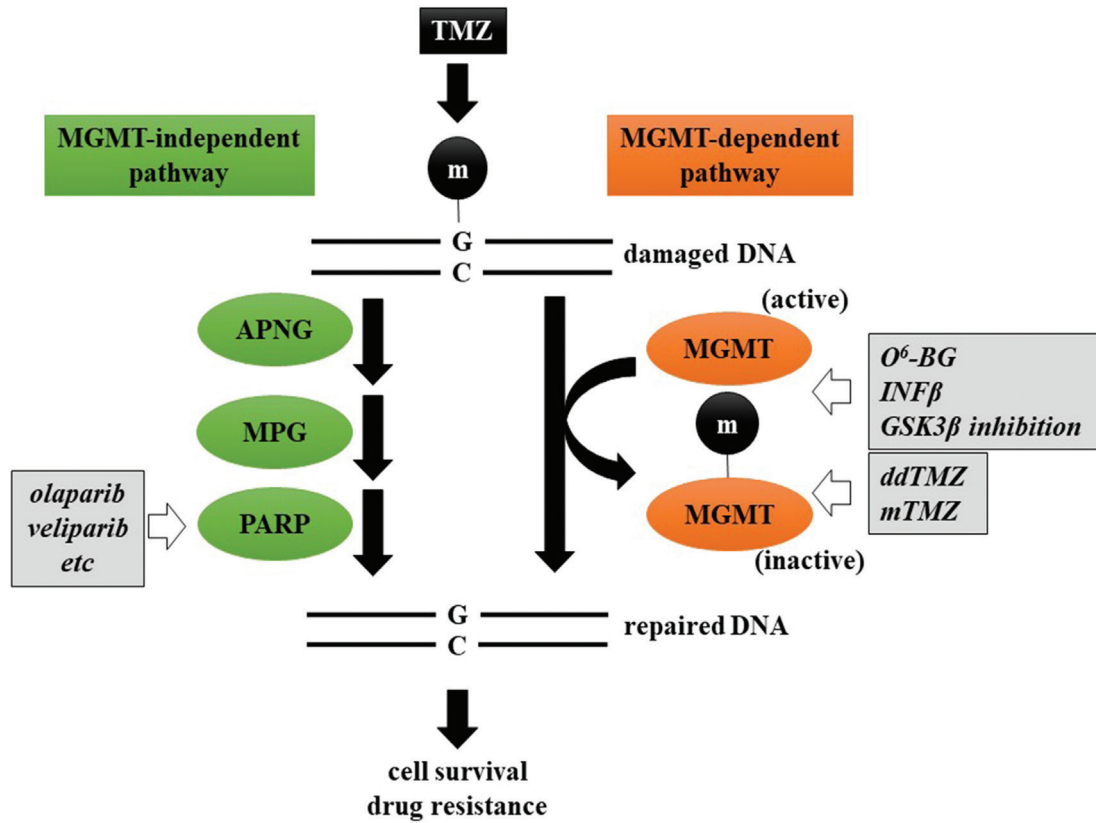 TMZ
MGMT-independent
pathway
m
MGMT-dependent
pathway
G
C
damaged DNA
APNG
MPG
PARP
olaparib
veliparib
etc
(active)
MGMT
m
MGMT
(inactive)
O⁶-BG
INFβ
GSK3β inhibition
ddTMZ
mTMZ
G
C
repaired DNA
cell survival
drug resistance